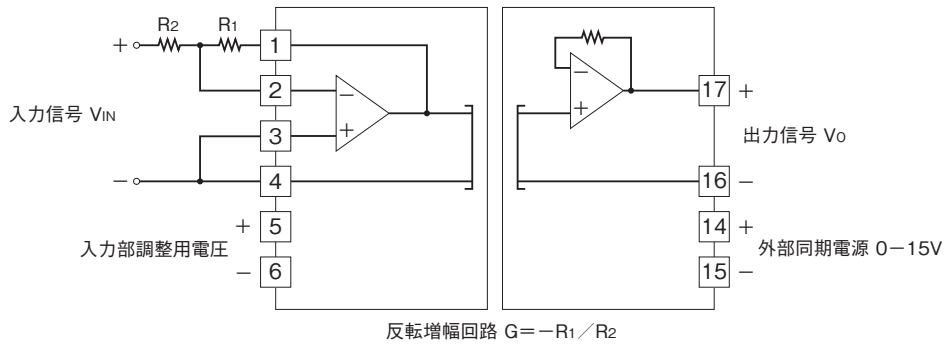 R2 R1
+ 1
2 −
入力信号 VIN
3 +
− 4
+ 5
入力部調整用電圧
− 6
−
+
17 +
出力信号 VO
16 −
14 +
外部同期電源 0−15V
15 −
反転増幅回路 G=−R1／R2